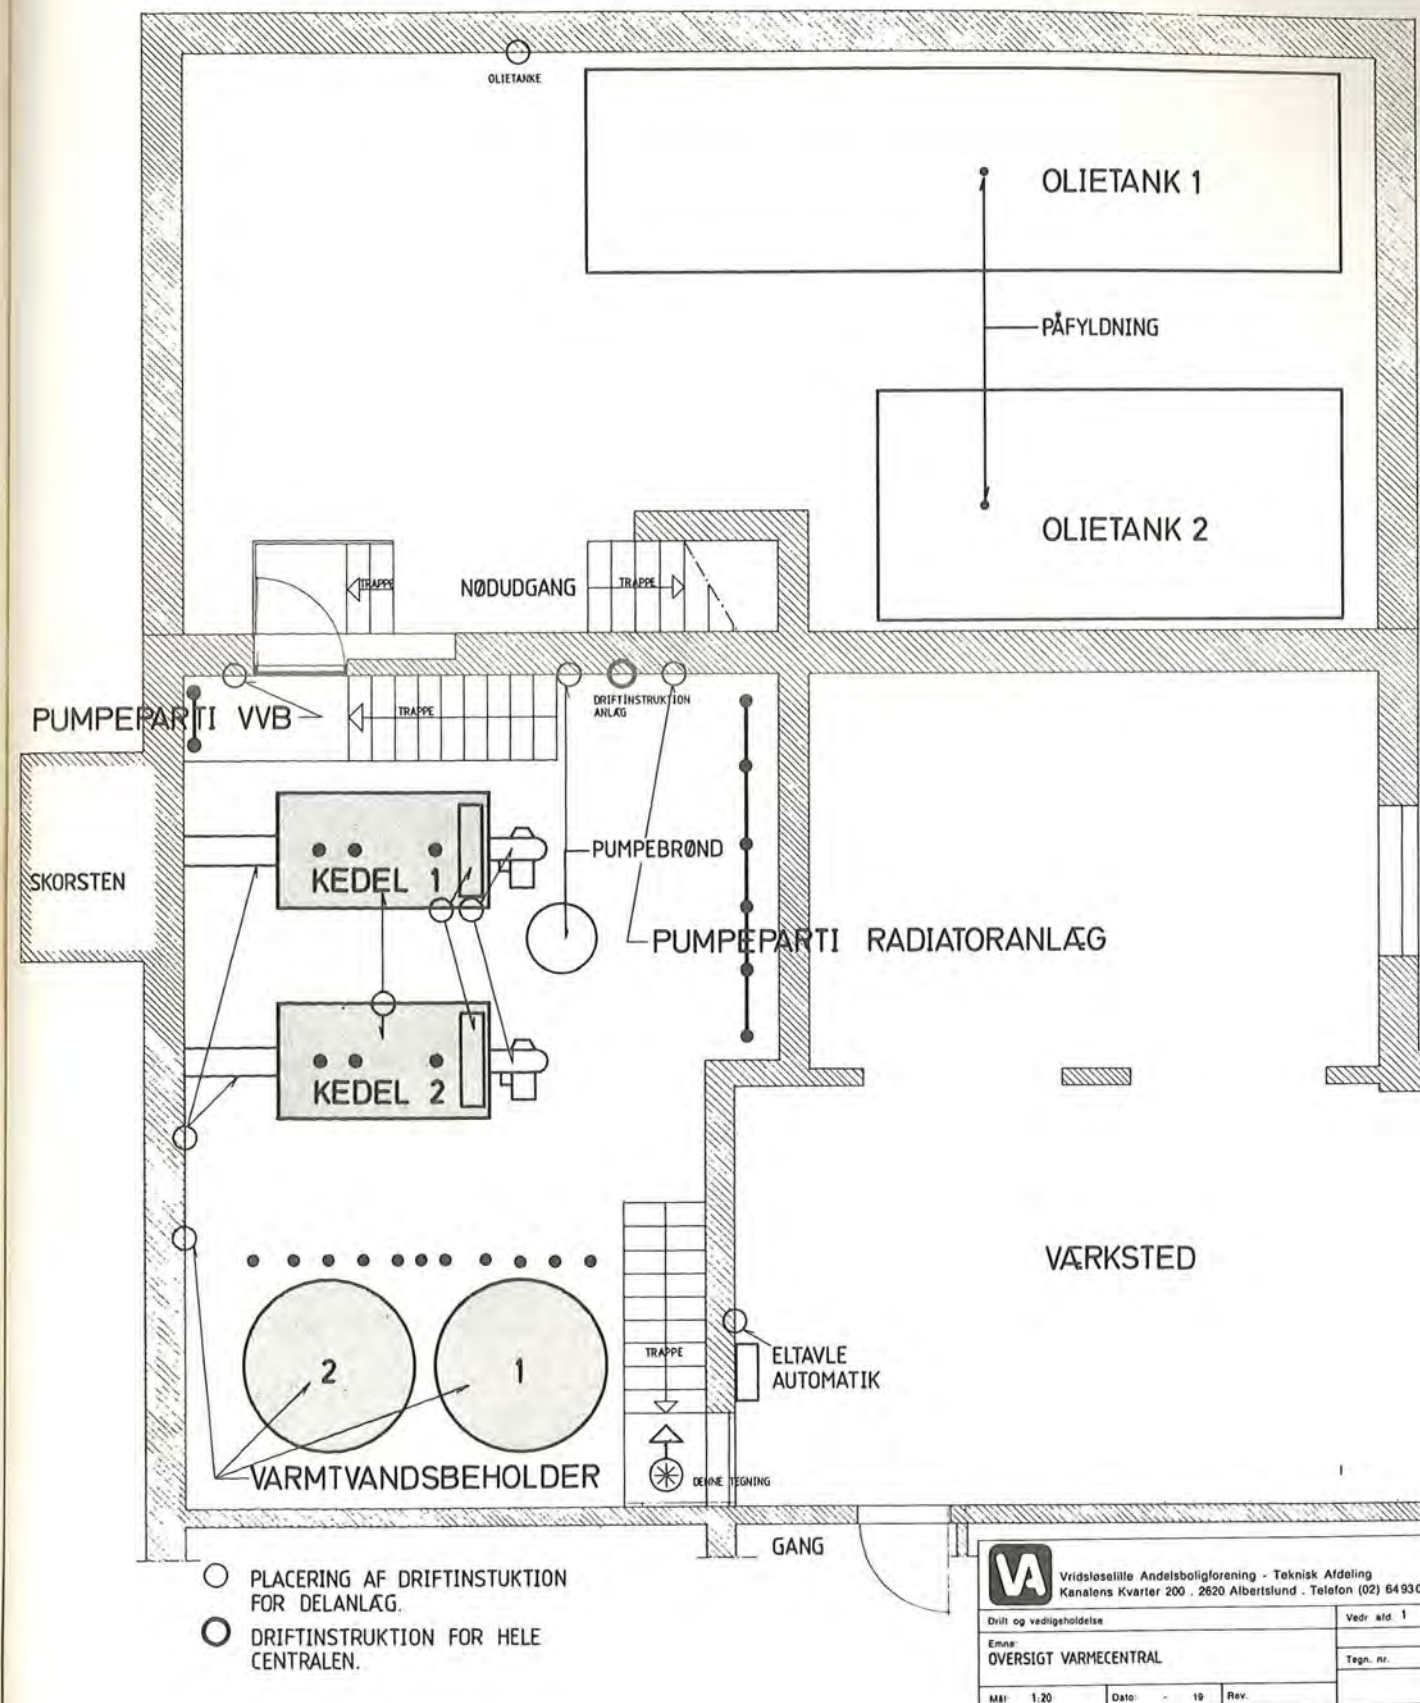 OLIETANKE
OLIETANK 1
PÅFYLDNING
OLIETANK 2
TRAPPE
NØDUDGANG
TRAPPE
DRIFTINSTRUKTION
ANLÆG
PUMPEPARTI VVB
TRAPPE
PUMPEBRØND
SKORSTEN
KEDEL 1
PUMPEPARTI RADIATORANLÆG
KEDEL 2
VÆRKSTED
TRAPPE
ELTAVLE
AUTOMATIK
2
1
VARMTVANDSBEHOLDER
DENNE TEGNING
GANG
PLACERING AF DRIFTINSTUKTION
FOR DELANLÆG.
DRIFTINSTRUKTION FOR HELE
CENTRALEN.
VA
Vridsløselille Andelsboligforening - Teknisk Afdeling
Kanalens Kvarter 200 . 2620 Albertslund . Telefon (02) 64930
Drift og vedligeholdelse
Vedr afd. 1
Emne:
OVERSIGT VARMECENTRAL
Tegn. nr.
Mål: 1:20
Dato: - 19
Rev.